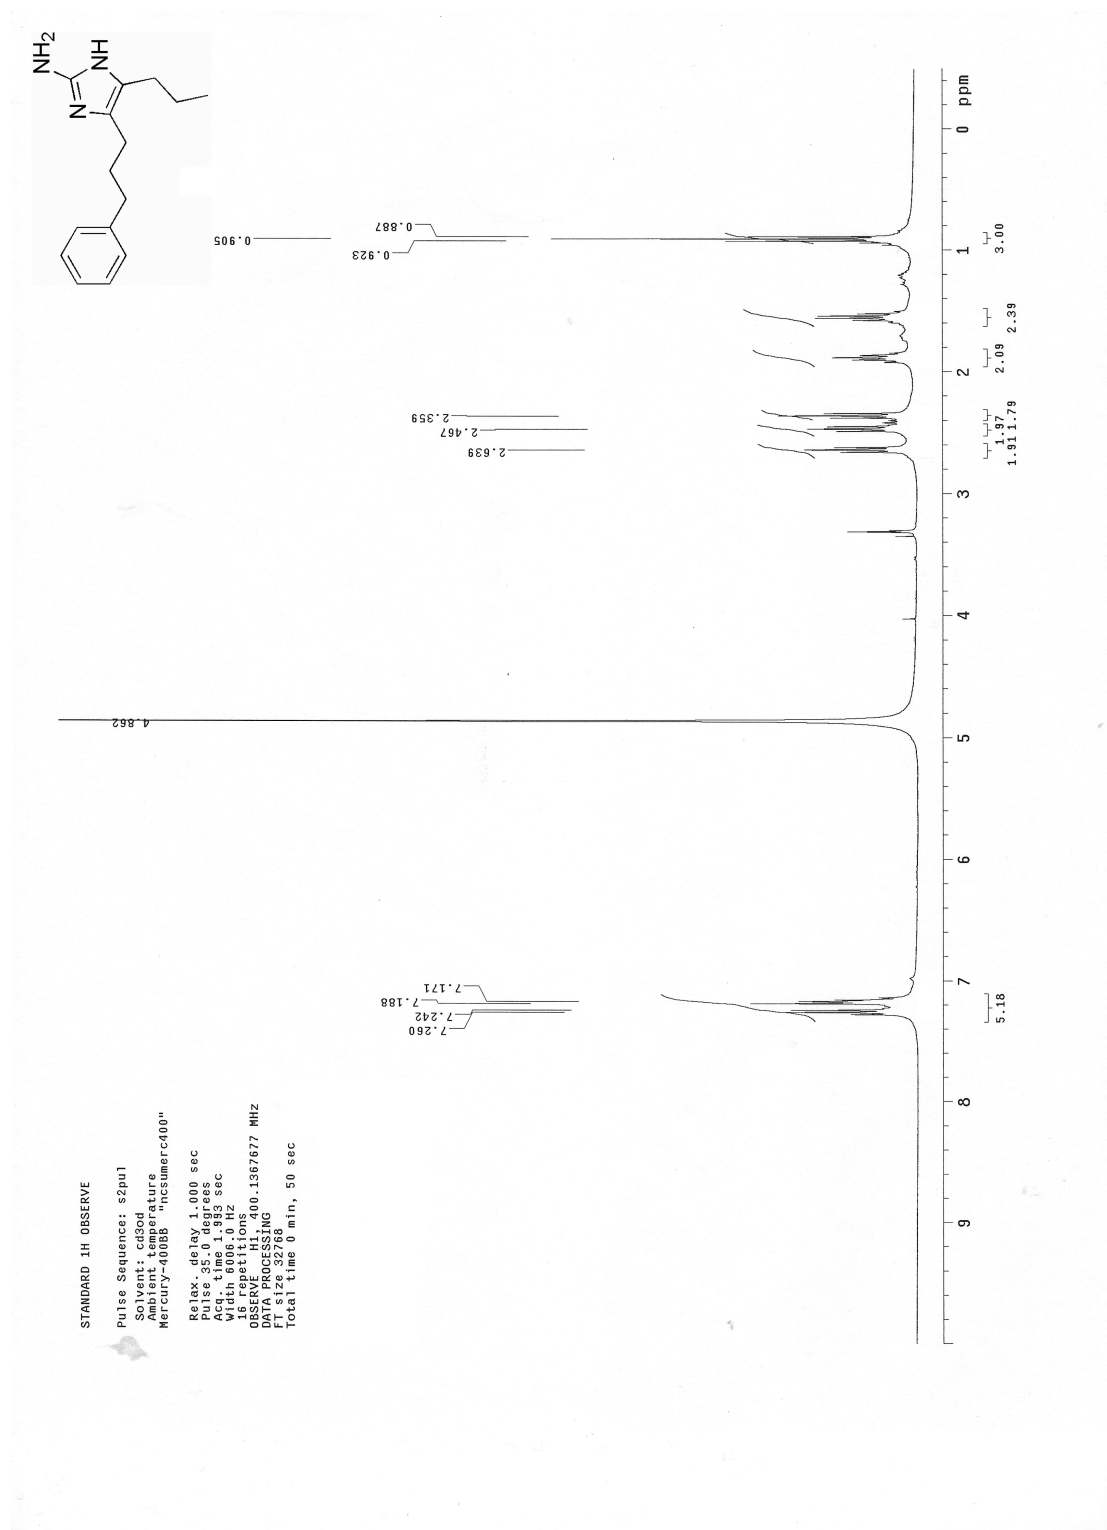 NH2
N
NH
STANDARD 1H OBSERVE
Pulse Sequence: s2pul
Solvent: cd3od
Ambient temperature
Mercury-400BB "ncsumerc400"
Relax. delay 1.000 sec
Pulse 35.0 degrees
Acq. time 1.993 sec
Width 6006.0 Hz
16 repetitions
OBSERVE H1, 400.1367677 MHz
DATA PROCESSING
FT size 32768
Total time 0 min, 50 sec
7.260
7.242
7.188
7.171
4.862
2.639
2.467
2.359
0.923
0.905
0.887
9 8 7 6 5 4 3 2 1 0 ppm
5.18
1.91
1.97
1.79
2.09
2.39
3.00